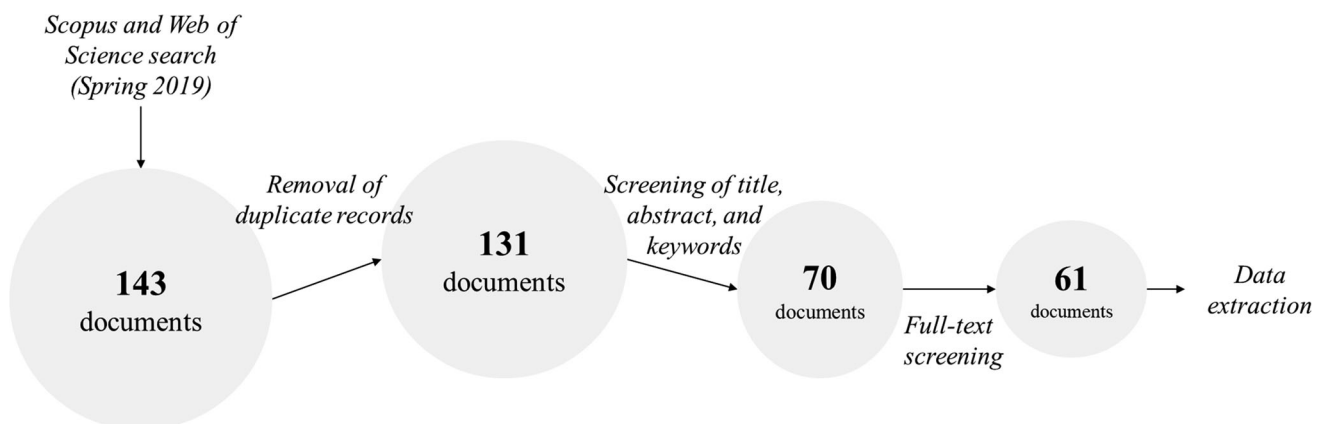 Scopus and Web of
Science search
(Spring 2019)
143
documents
Removal of
duplicate records
131
documents
Screening of title,
abstract, and
keywords
70
documents
Full-text
screening
61
documents
Data
extraction